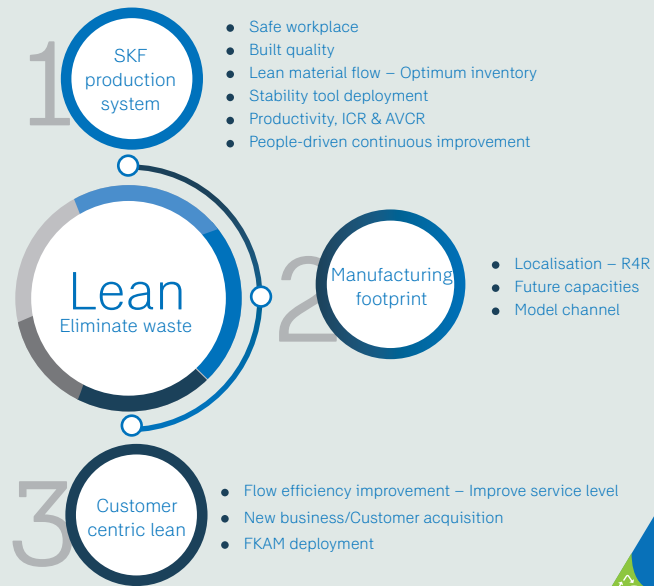 1
SKF
production
system
Safe workplace
Built quality
Lean material flow – Optimum inventory
Stability tool deployment
Productivity, ICR & AVCR
People-driven continuous improvement
Lean
Eliminate waste
2
Manufacturing
footprint
Localisation – R4R
Future capacities
Model channel
3
Customer
centric lean
Flow efficiency improvement – Improve service level
New business/Customer acquisition
FKAM deployment